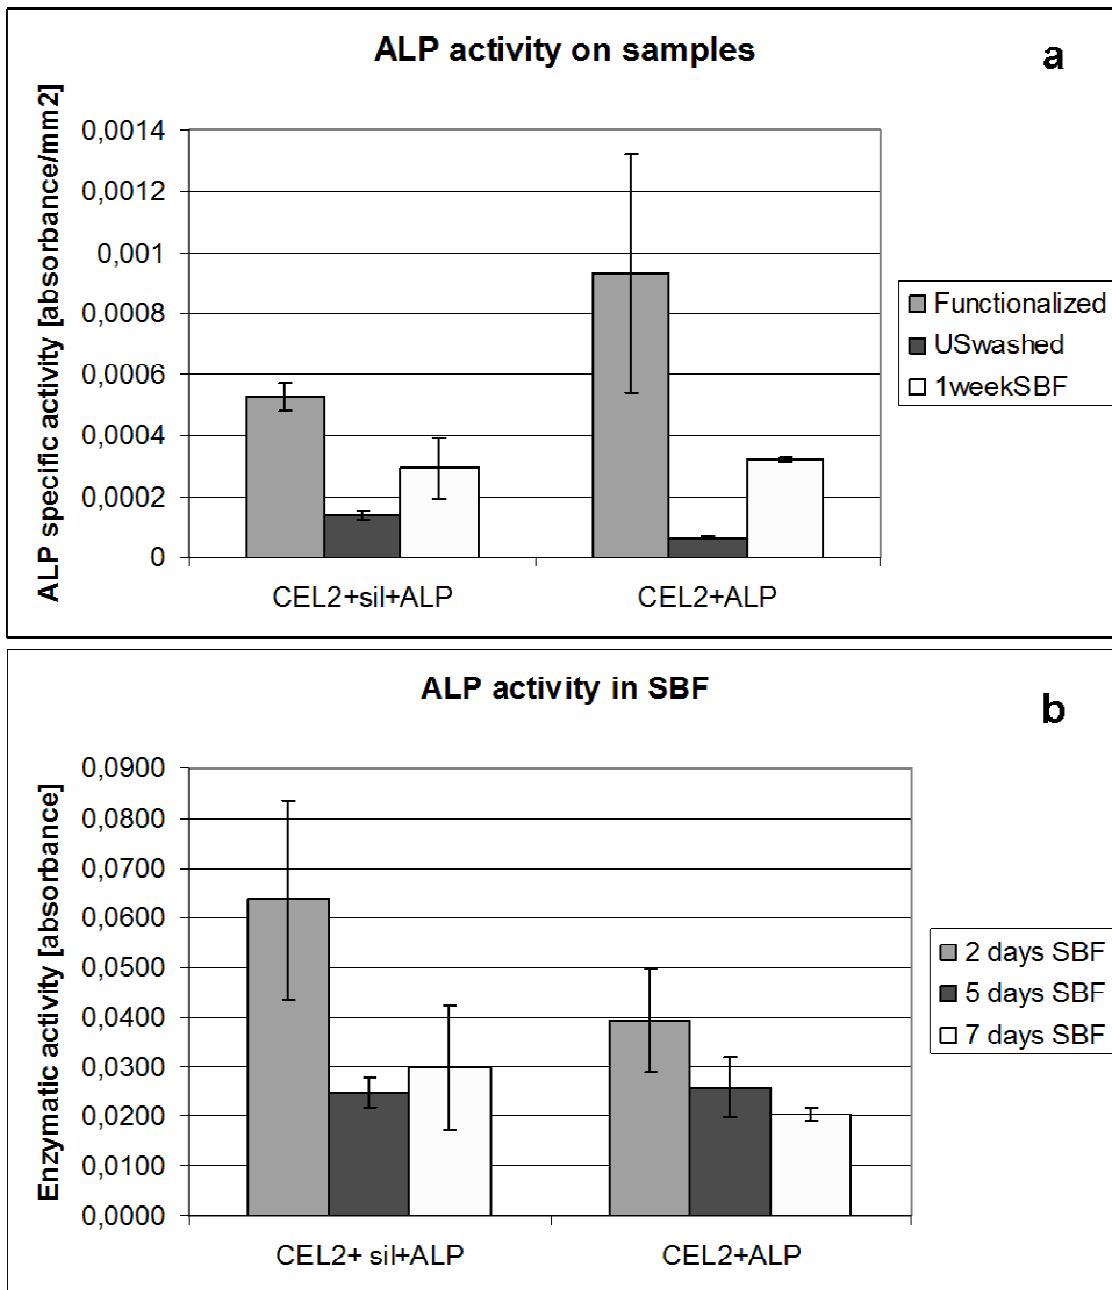 ALP activity on samples
a
ALP specific activity [absorbance/mm2]
0,0014
0,0012
0,001
0,0008
0,0006
0,0004
0,0002
0
CEL2+sil+ALP
CEL2+ALP
Functionalized
USwashed
1weekSBF
ALP activity in SBF
b
Enzymatic activity [absorbance]
0,0900
0,0800
0,0700
0,0600
0,0500
0,0400
0,0300
0,0200
0,0100
0,0000
CEL2+ sil+ALP
CEL2+ALP
2 days SBF
5 days SBF
7 days SBF